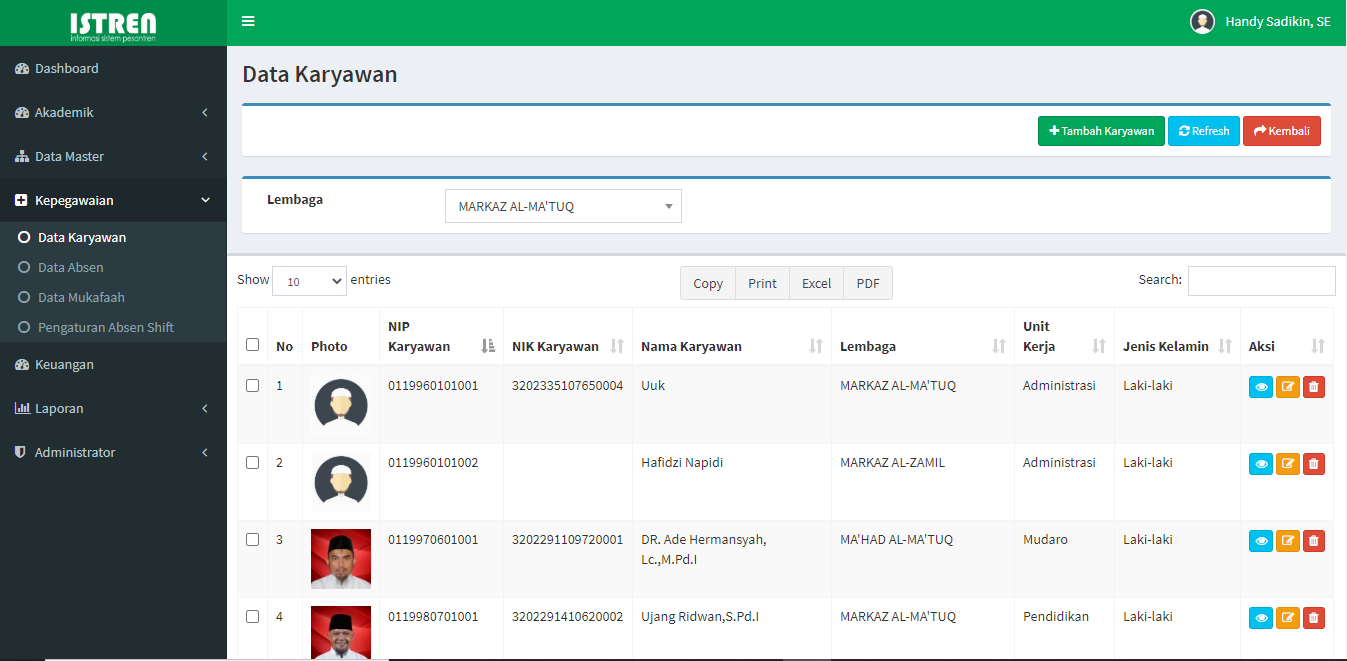 ISTREN
informasi sistem pesantren
Handy Sadikin, SE
Dashboard
Akademik
Data Master
Kepegawaian
Data Karyawan
Data Absen
Data Mukafaah
Pengaturan Absen Shift
Keuangan
Laporan
Administrator
Data Karyawan
Tambah Karyawan Refresh Kembali
Lembaga MARKAZ AL-MA'TUQ
Show 10 entries Copy Print Excel PDF Search:
No Photo NIP Karyawan NIK Karyawan Nama Karyawan Lembaga Unit Kerja Jenis Kelamin Aksi
1 0119960101001 3202335107650004 Uuk MARKAZ AL-MA'TUQ Administrasi Laki-laki
2 0119960101002 Hafidzi Napidi MARKAZ AL-ZAMIL Administrasi Laki-laki
3 0119970601001 3202291109720001 DR. Ade Hermansyah, MA'HAD AL-MA'TUQ Mudaro Laki-laki
Lc.,M.Pd.I
4 0119980701001 3202291410620002 Ujang Ridwan,S.Pd.I MARKAZ AL-MA'TUQ Pendidikan Laki-laki